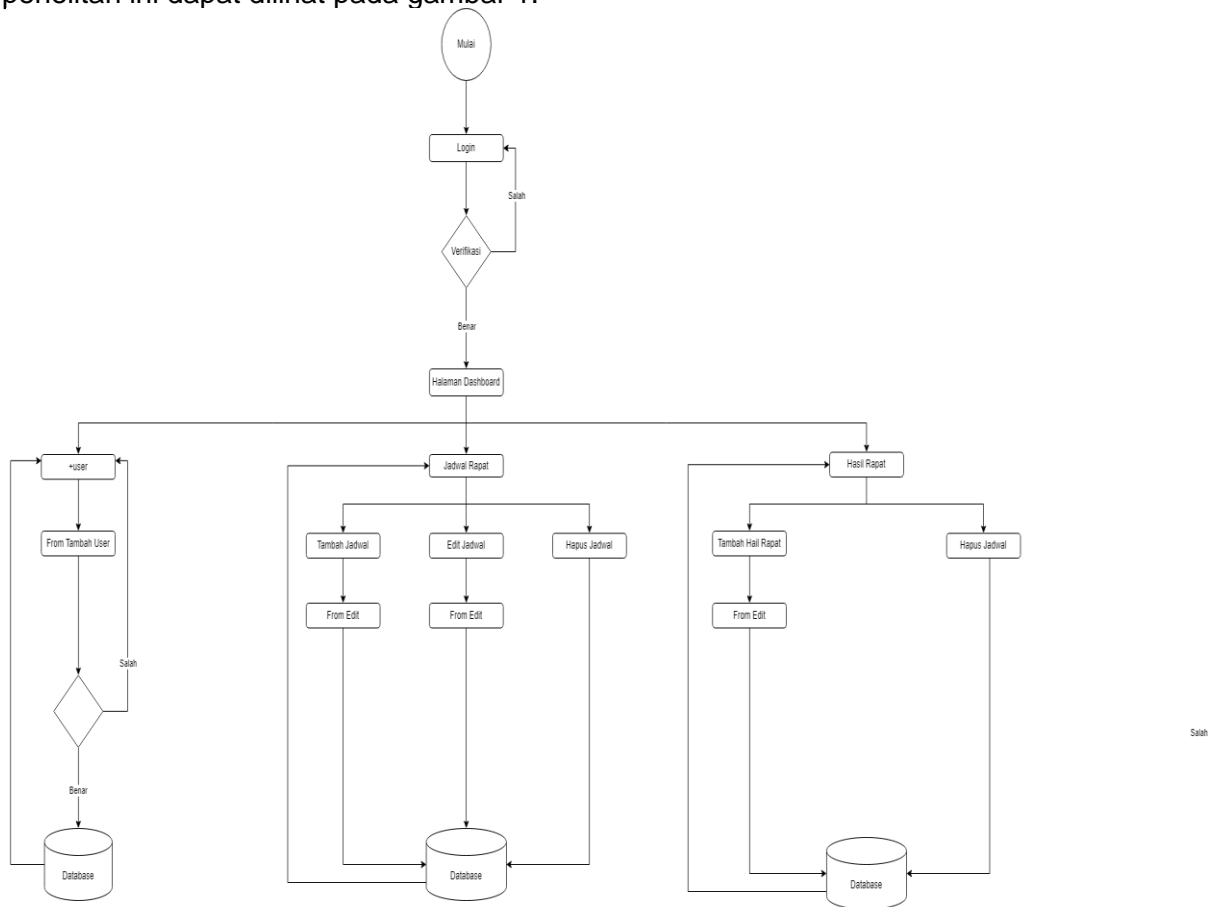 penelitan ini dapat dilihat pada gambar 1.
Mulai
Login
Salah
Verifikasi
Benar
Halaman Dashboard
+user
Jadwal Rapat
Hasil Rapat
From Tambah User
Tambah Jadwal
Edit Jadwal
Hapus Jadwal
Tambah Hail Rapat
Hapus Jadwal
From Edit
From Edit
From Edit
Salah
Salah
Benar
Database
Database
Database